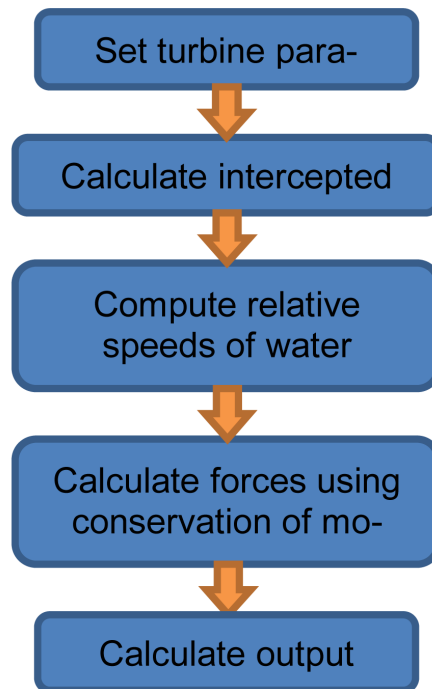 Set turbine para-
Calculate intercepted
Compute relative
speeds of water
Calculate forces using
conservation of mo-
Calculate output